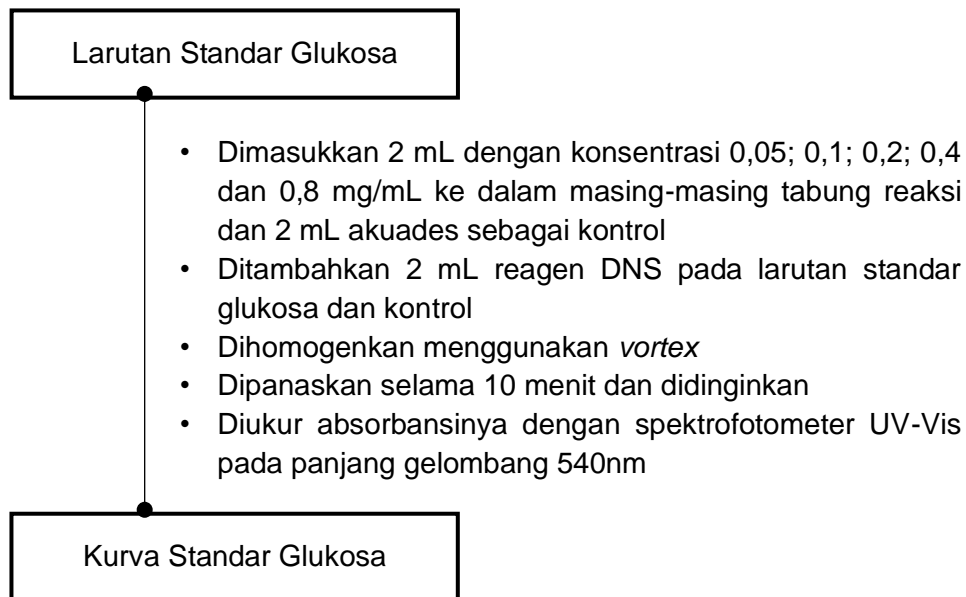 Larutan Standar Glukosa
• Dimasukkan 2 mL dengan konsentrasi 0,05; 0,1; 0,2; 0,4
dan 0,8 mg/mL ke dalam masing-masing tabung reaksi
dan 2 mL akuades sebagai kontrol
• Ditambahkan 2 mL reagen DNS pada larutan standar
glukosa dan kontrol
• Dihomogenkan menggunakan vortex
• Dipanaskan selama 10 menit dan didinginkan
• Diukur absorbansinya dengan spektrofotometer UV-Vis
pada panjang gelombang 540nm
Kurva Standar Glukosa